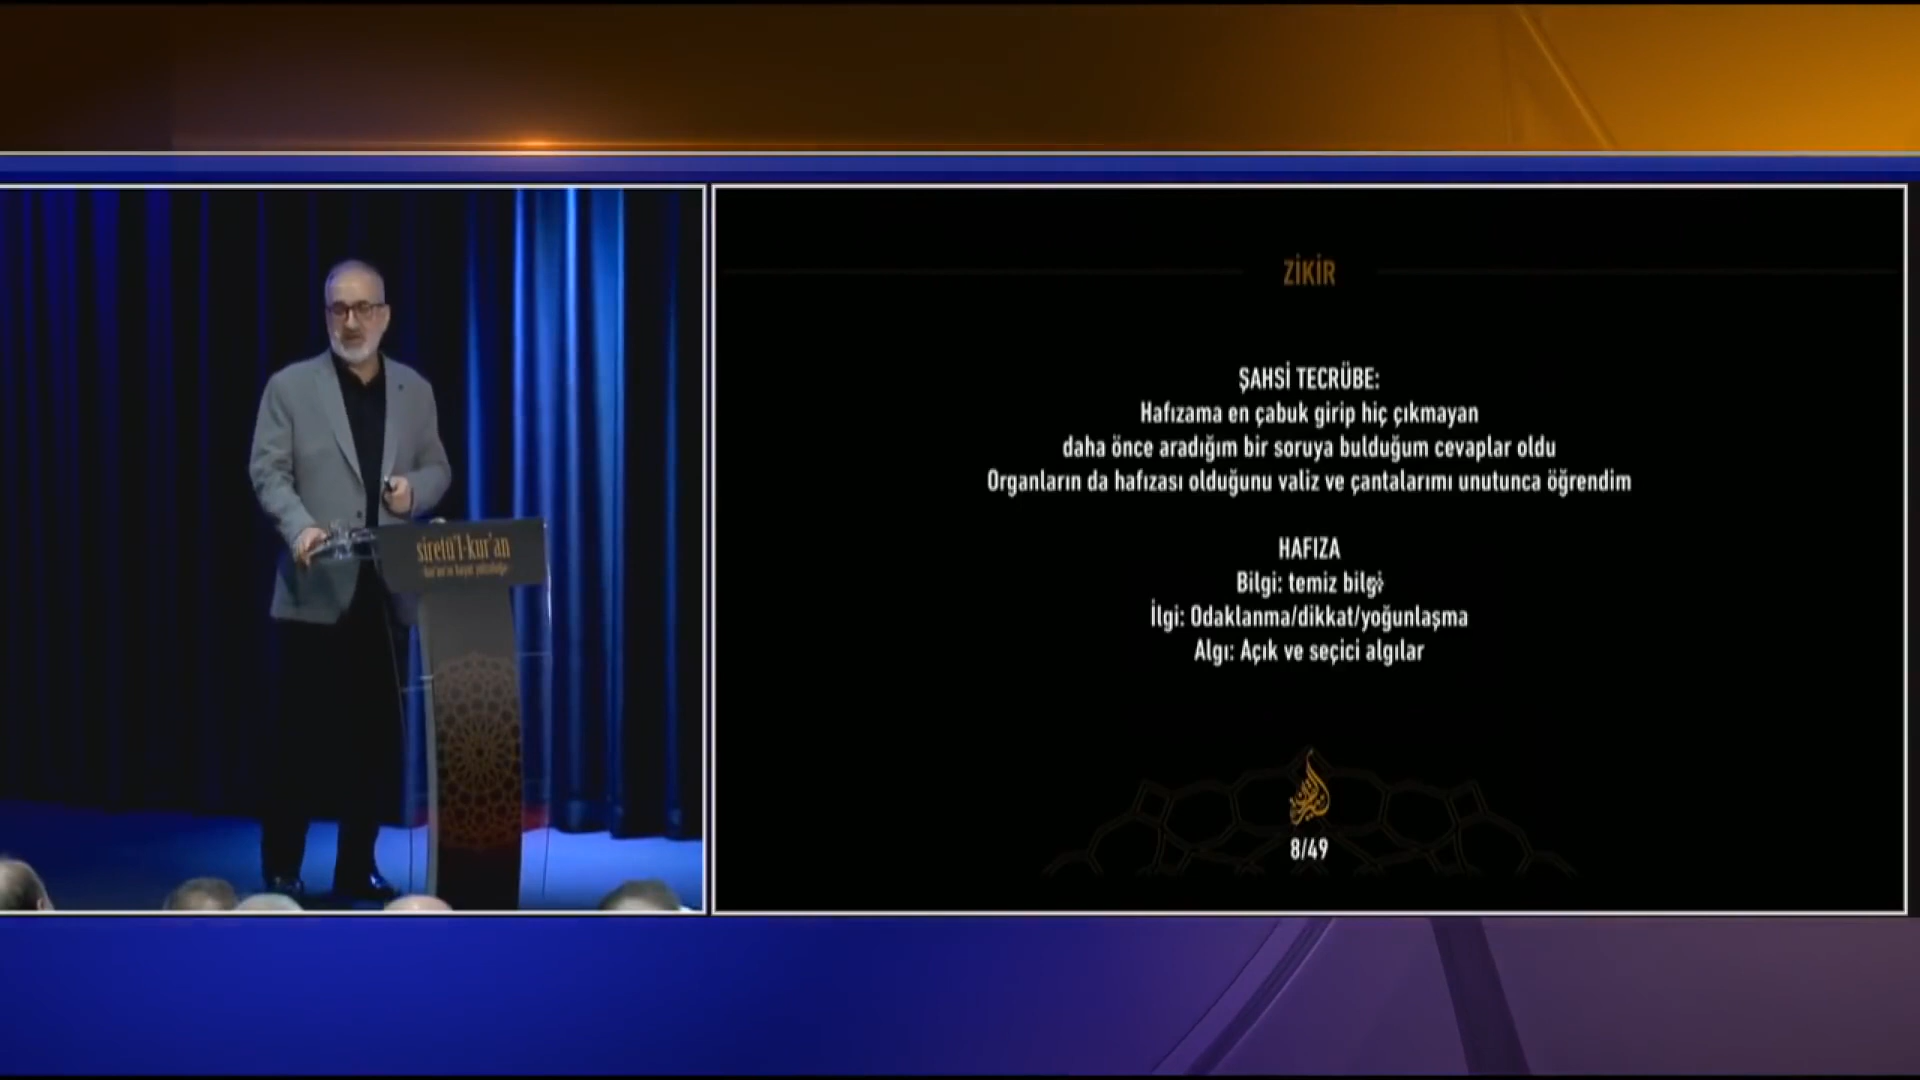 siretü'l-kur'an
ZİKİR
ŞAHSİ TECRÜBE:
Hafızama en çabuk girip hiç çıkmayan
daha önce aradığım bir soruya bulduğum cevaplar oldu
Organların da hafızası olduğunu valiz ve çantalarımı unutunca öğrendim
HAFIZA
Bilgi: temiz bilgi
İlgi: Odaklanma/dikkat/yoğunlaşma
Algı: Açık ve seçici algılar
8/49